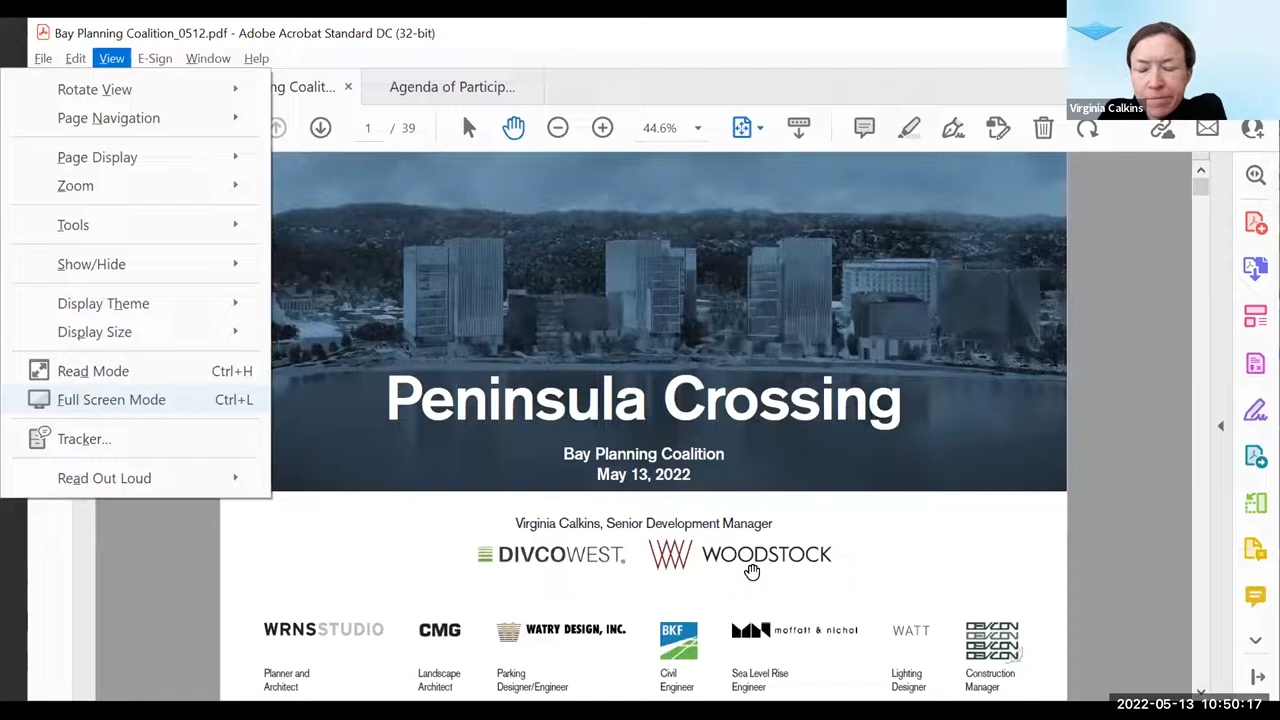 Bay Planning Coalition_0512.pdf - Adobe Acrobat Standard DC (32-bit)
File Edit View E-Sign Window Help
ng Coalit... × Agenda of Particip...
1 / 39 44.6%
Virginia Calkins
Rotate View
Page Navigation
Page Display
Zoom
Tools
Show/Hide
Display Theme
Display Size
Read Mode Ctrl+H
Full Screen Mode Ctrl+L
Tracker...
Read Out Loud
Peninsula Crossing
Bay Planning Coalition
May 13, 2022
Virginia Calkins, Senior Development Manager
DIVCOWEST. WOODSTOCK
WRNSSTUDIO CMG WATRY DESIGN, INC. BKF moffatt & nichol WATT DEVCON
Planner and Architect
Landscape Architect
Parking Designer/Engineer
Civil Engineer
Sea Level Rise Engineer
Lighting Designer
Construction Manager
2022-05-13 10:50:17